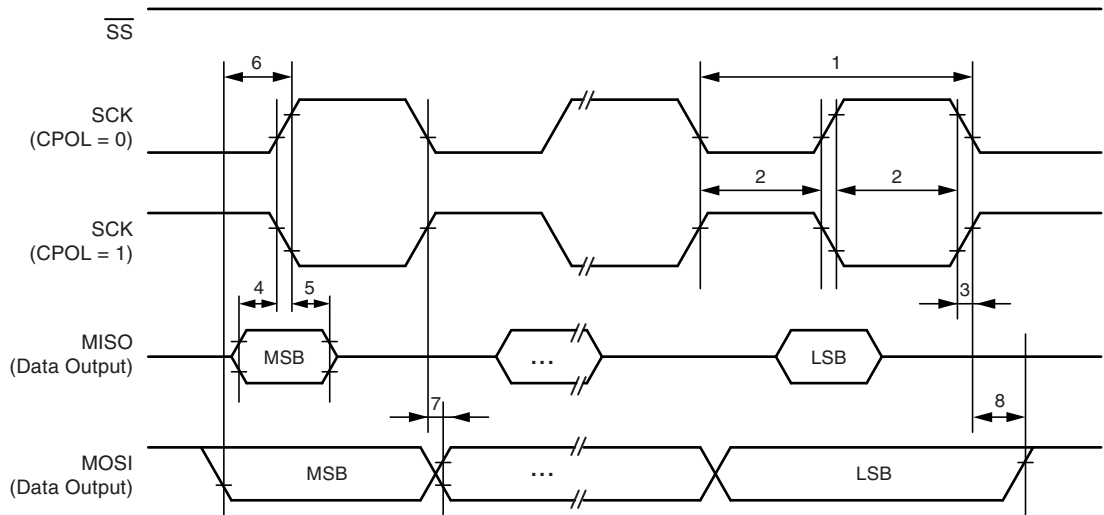 SS
6
1
SCK
(CPOL = 0)
2
2
SCK
(CPOL = 1)
4
5
3
MISO
(Data Output)
MSB
...
LSB
7
8
MOSI
(Data Output)
MSB
...
LSB